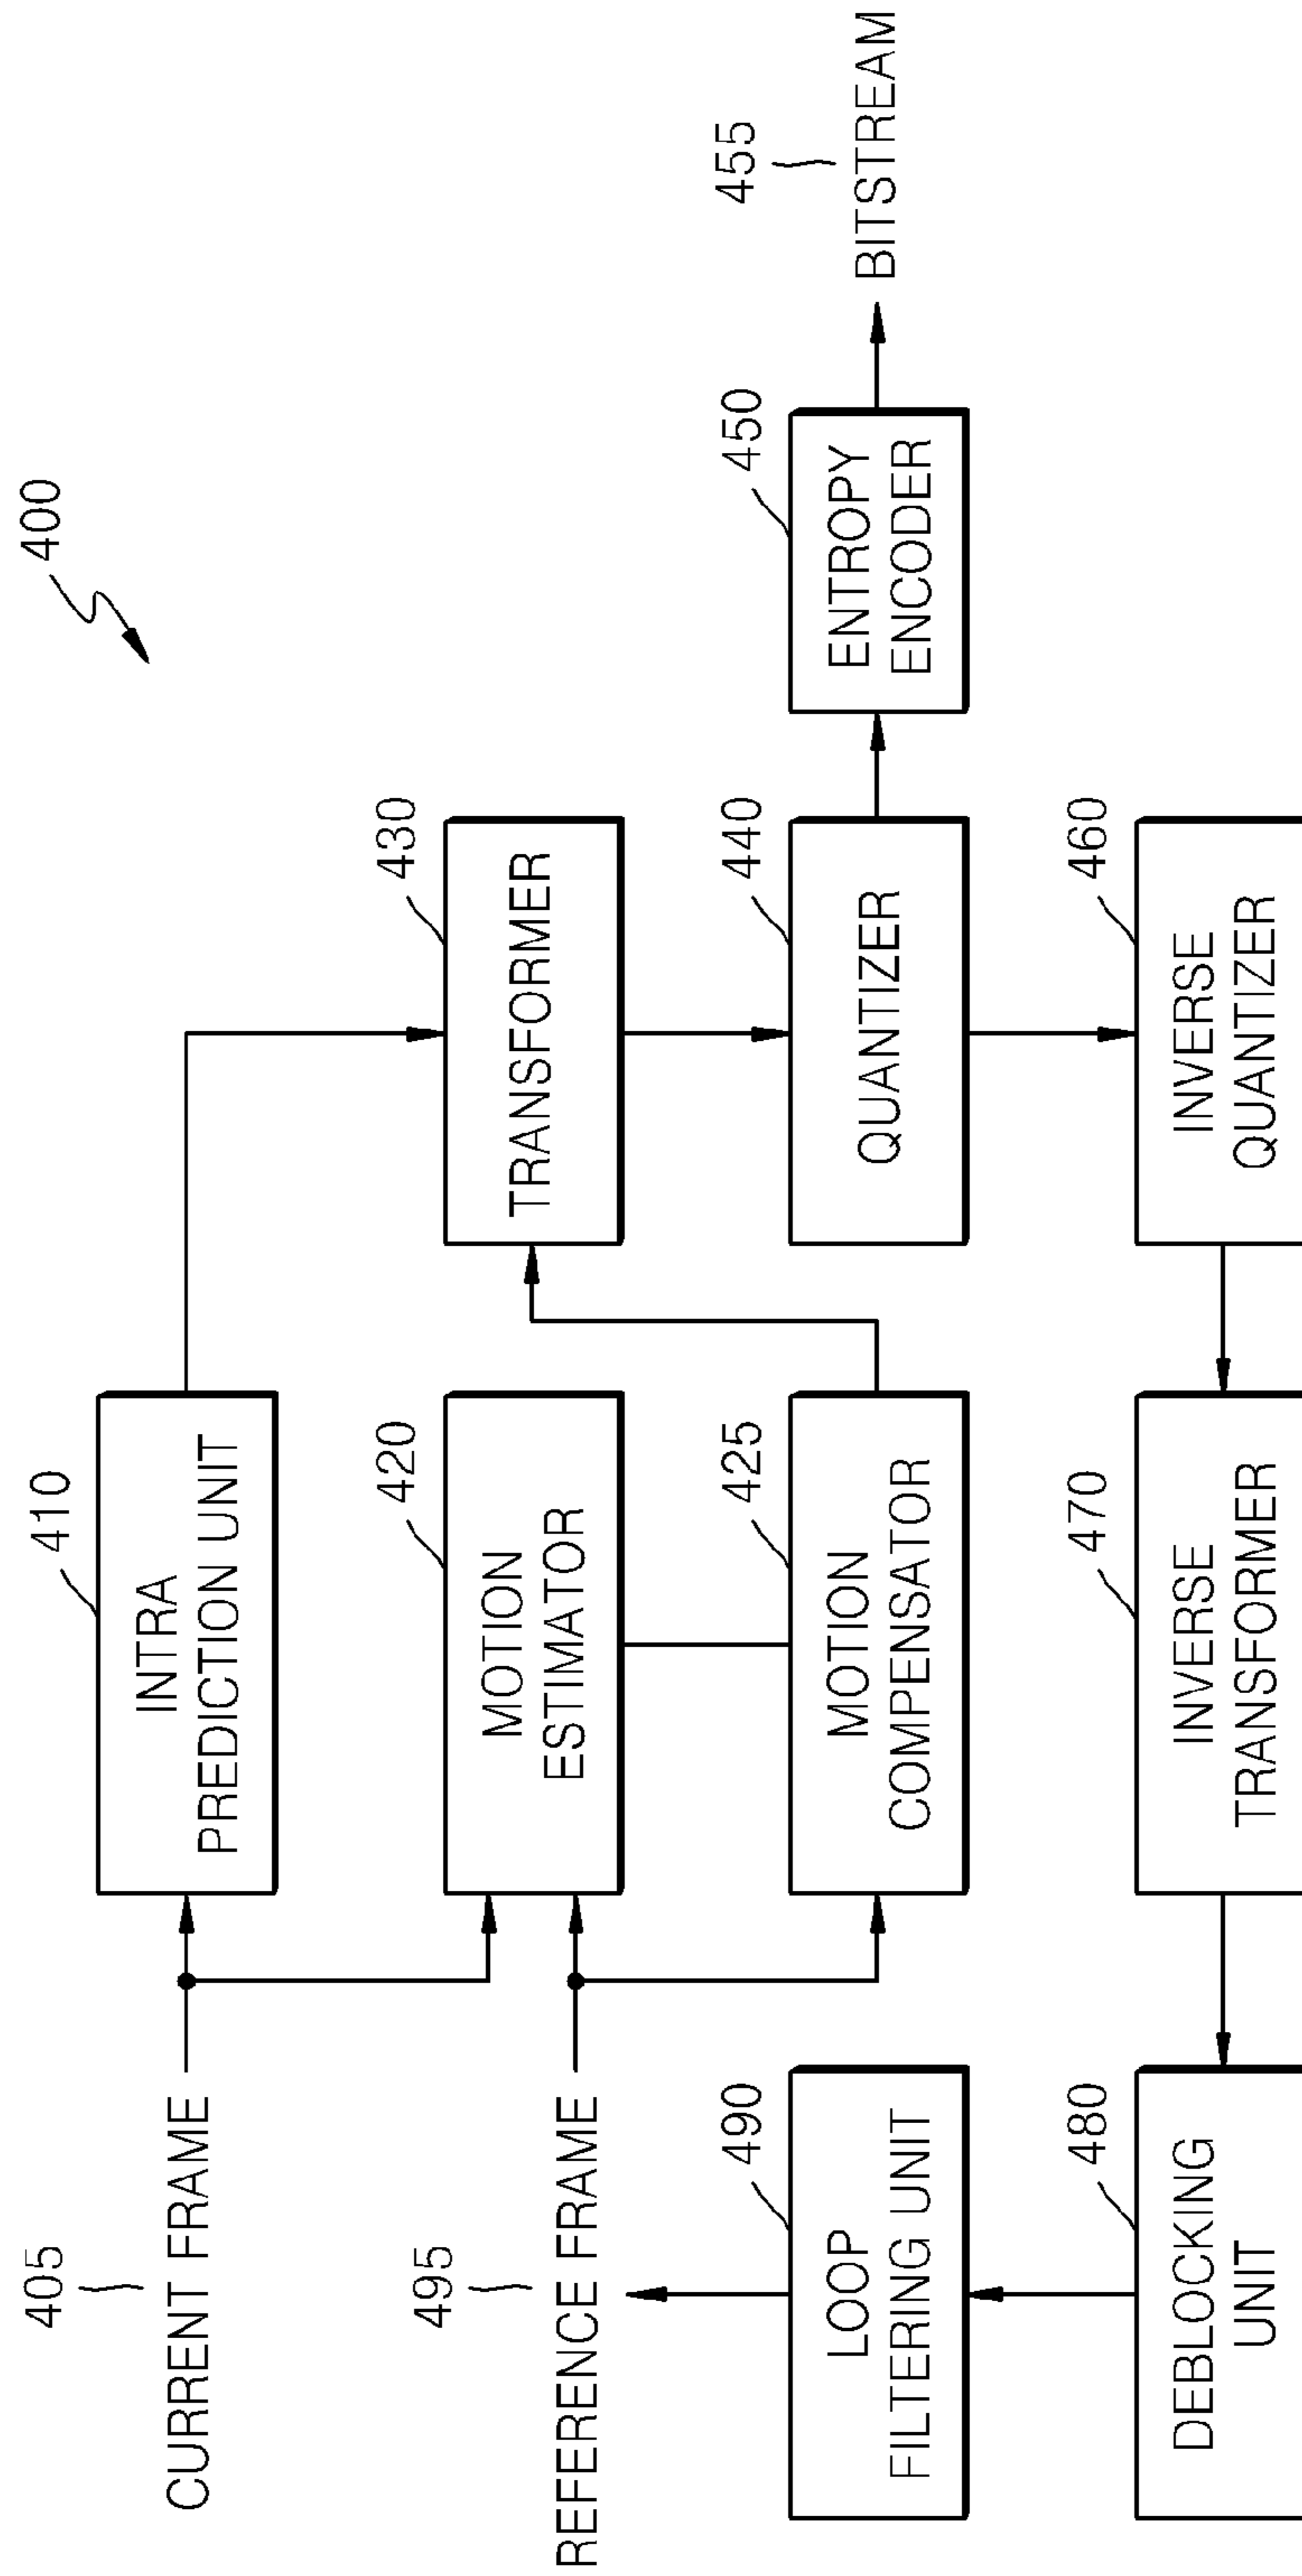 400
405
CURRENT FRAME
410
INTRA
PREDICTION UNIT
495
REFERENCE FRAME
420
MOTION
ESTIMATOR
430
TRANSFORMER
490
LOOP
FILTERING UNIT
425
MOTION
COMPENSATOR
440
QUANTIZER
450
ENTROPY
ENCODER
455
BITSTREAM
480
DEBLOCKING
UNIT
470
INVERSE
TRANSFORMER
460
INVERSE
QUANTIZER